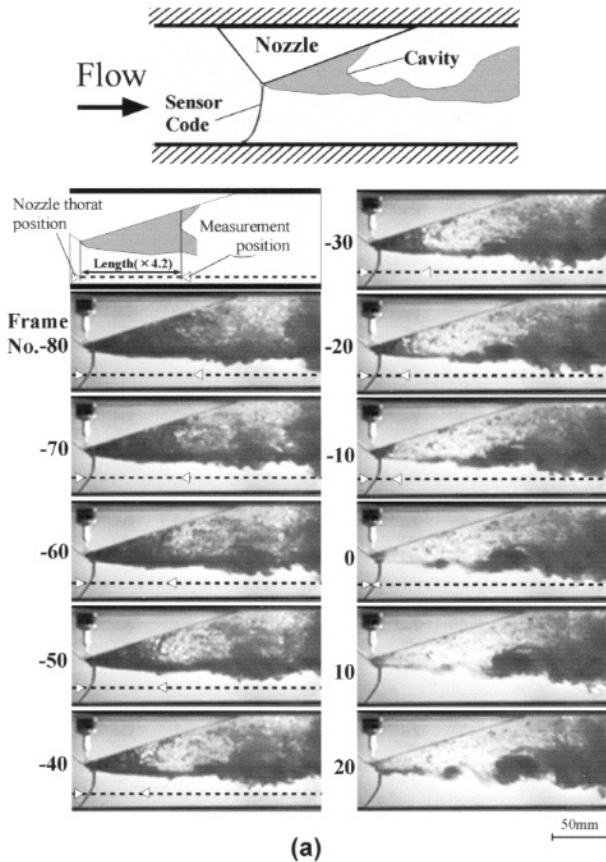 Nozzle
Cavity
Flow
Sensor
Code
Nozzle thorat
position
Measurement
position
Length(×4.2)
Frame
No.-80
-70
-60
-50
-40
-30
-20
-10
0
10
20
50mm
(a)